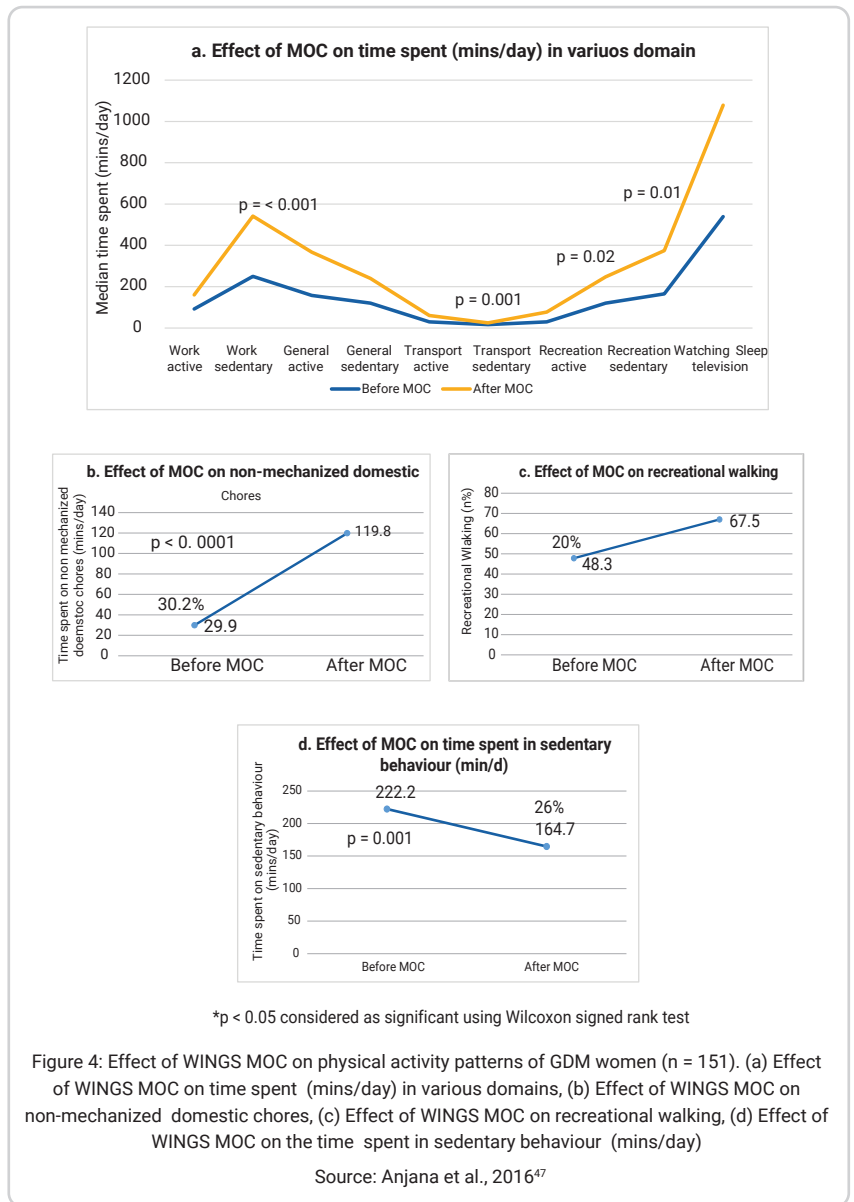 a. Effect of MOC on time spent (mins/day) in variuos domain
Median time spent (mins/day)
1200
1000
800
600
400
200
0
p = < 0.001
p = 0.001
p = 0.02
p = 0.01
Work active
Work sedentary
General active
General sedentary
Transport active
Transport sedentary
Recreation active
Recreation sedentary
Watching television
Sleep
Before MOC
After MOC
b. Effect of MOC on non-mechanized domestic
Chores
Time spent on non mechanized
doemstoc chores (mins/day)
140
120
100
80
60
40
20
0
p < 0. 0001
119.8
30.2%
29.9
Before MOC
After MOC
c. Effect of MOC on recreational walking
Recreational Wlaking (n%)
80
70
60
50
40
30
20
10
0
20%
48.3
67.5
Before MOC
After MOC
d. Effect of MOC on time spent in sedentary
behaviour (min/d)
Time spent on sedentary behaviour
(mins/day)
250
200
150
100
50
0
222.2
p = 0.001
26%
164.7
Before MOC
After MOC
*p < 0.05 considered as significant using Wilcoxon signed rank test
Figure 4: Effect of WINGS MOC on physical activity patterns of GDM women (n = 151). (a) Effect
of WINGS MOC on time spent (mins/day) in various domains, (b) Effect of WINGS MOC on
non-mechanized domestic chores, (c) Effect of WINGS MOC on recreational walking, (d) Effect of
WINGS MOC on the time spent in sedentary behaviour (mins/day)
Source: Anjana et al., 2016⁴⁷